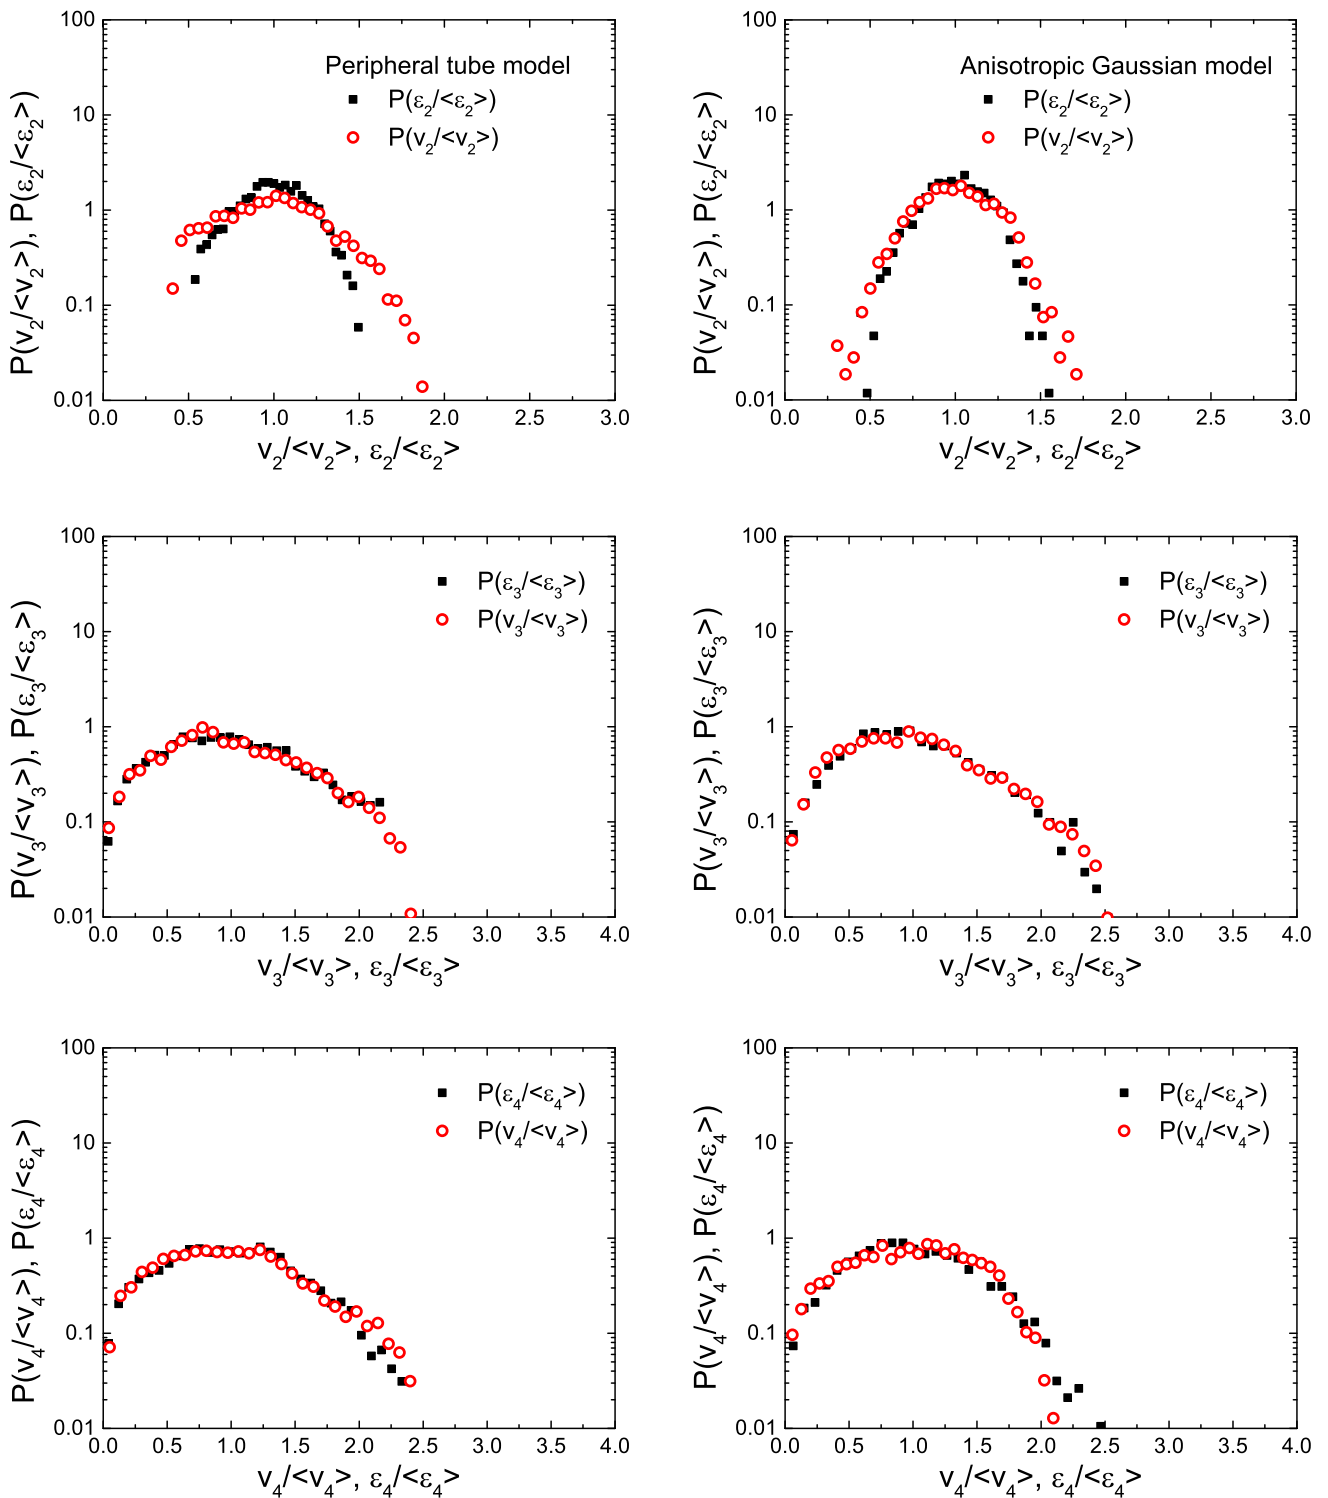 Peripheral tube model
P(ε2/<ε2>)
P(v2/<v2>)
P(v2/<v2>), P(ε2/<ε2>)
100
10
1
0.1
0.01
0.0 0.5 1.0 1.5 2.0 2.5 3.0
v2/<v2>, ε2/<ε2>
Anisotropic Gaussian model
P(ε2/<ε2>)
P(v2/<v2>)
P(v2/<v2>), P(ε2/<ε2>)
100
10
1
0.1
0.01
0.0 0.5 1.0 1.5 2.0 2.5 3.0
v2/<v2>, ε2/<ε2>
P(ε3/<ε3>)
P(v3/<v3>)
P(v3/<v3>), P(ε3/<ε3>)
100
10
1
0.1
0.01
0.0 0.5 1.0 1.5 2.0 2.5 3.0 3.5 4.0
v3/<v3>, ε3/<ε3>
P(ε3/<ε3>)
P(v3/<v3>)
P(v3/<v3>), P(ε3/<ε3>)
100
10
1
0.1
0.01
0.0 0.5 1.0 1.5 2.0 2.5 3.0 3.5 4.0
v3/<v3>, ε3/<ε3>
P(ε4/<ε4>)
P(v4/<v4>)
P(v4/<v4>), P(ε4/<ε4>)
100
10
1
0.1
0.01
0.0 0.5 1.0 1.5 2.0 2.5 3.0 3.5 4.0
v4/<v4>, ε4/<ε4>
P(ε4/<ε4>)
P(v4/<v4>)
P(v4/<v4>), P(ε4/<ε4>)
100
10
1
0.1
0.01
0.0 0.5 1.0 1.5 2.0 2.5 3.0 3.5 4.0
v4/<v4>, ε4/<ε4>